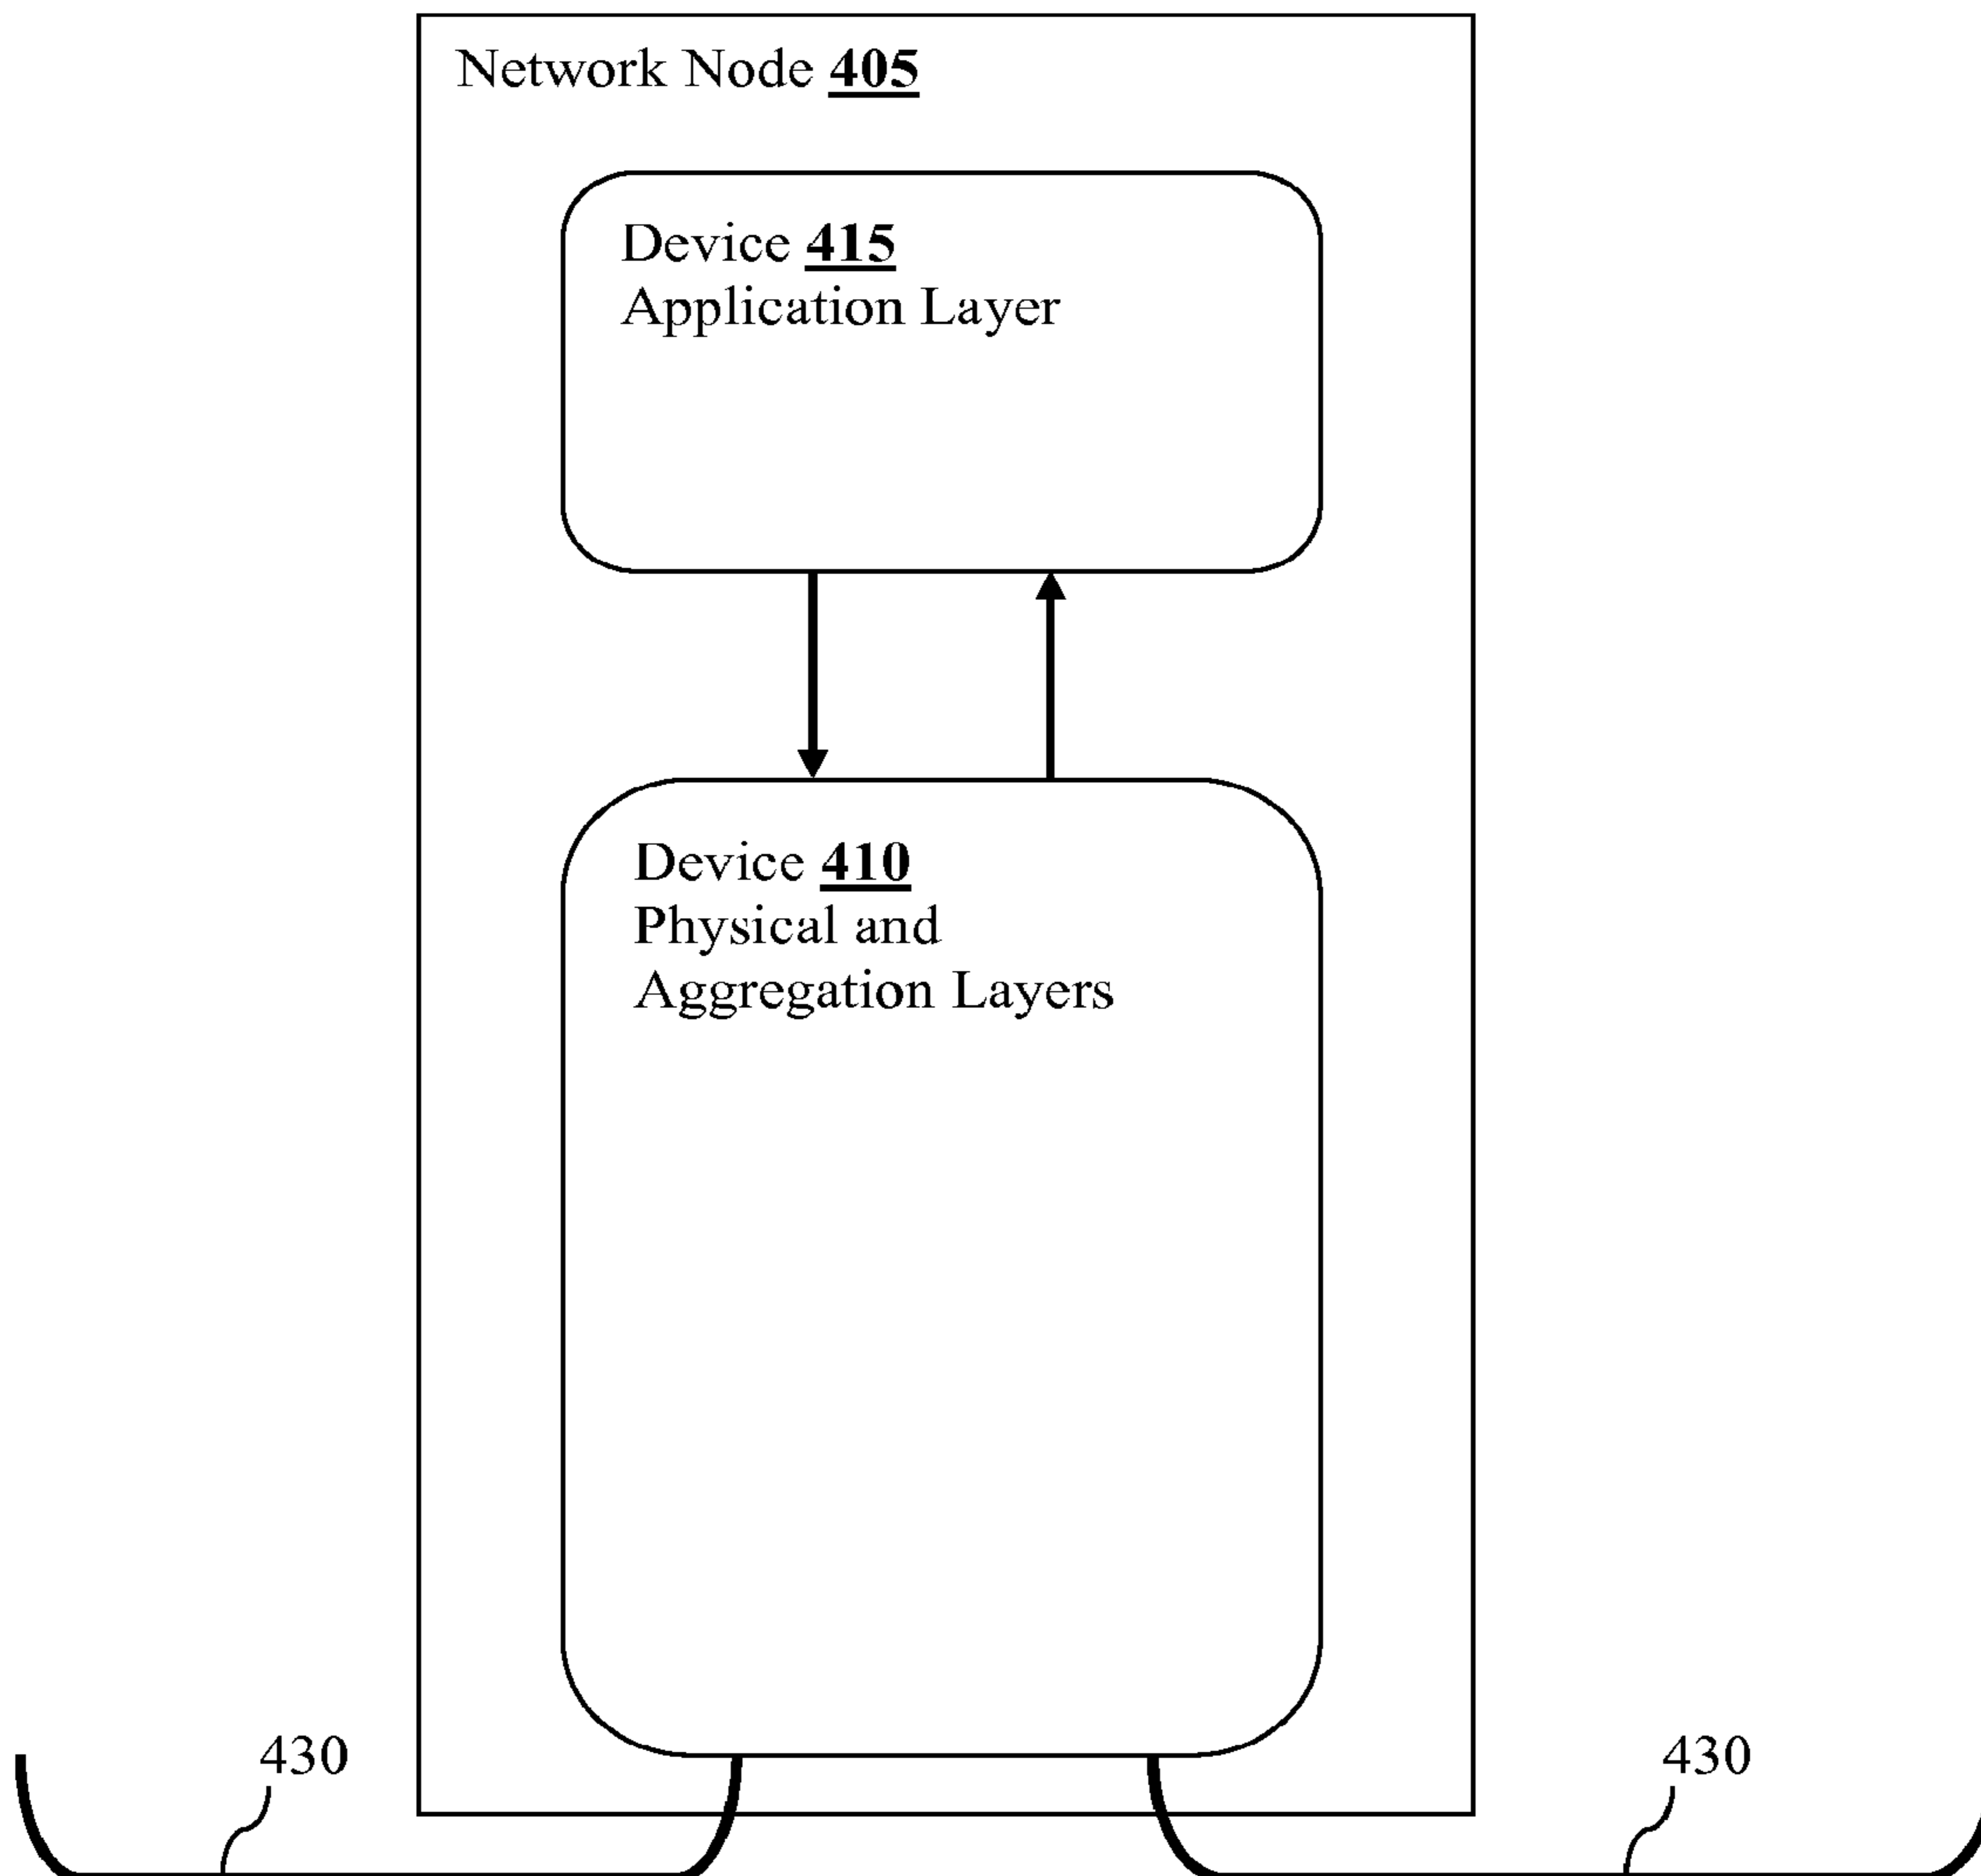 Network Node 405
Device 415
Application Layer
Device 410
Physical and
Aggregation Layers
430
430